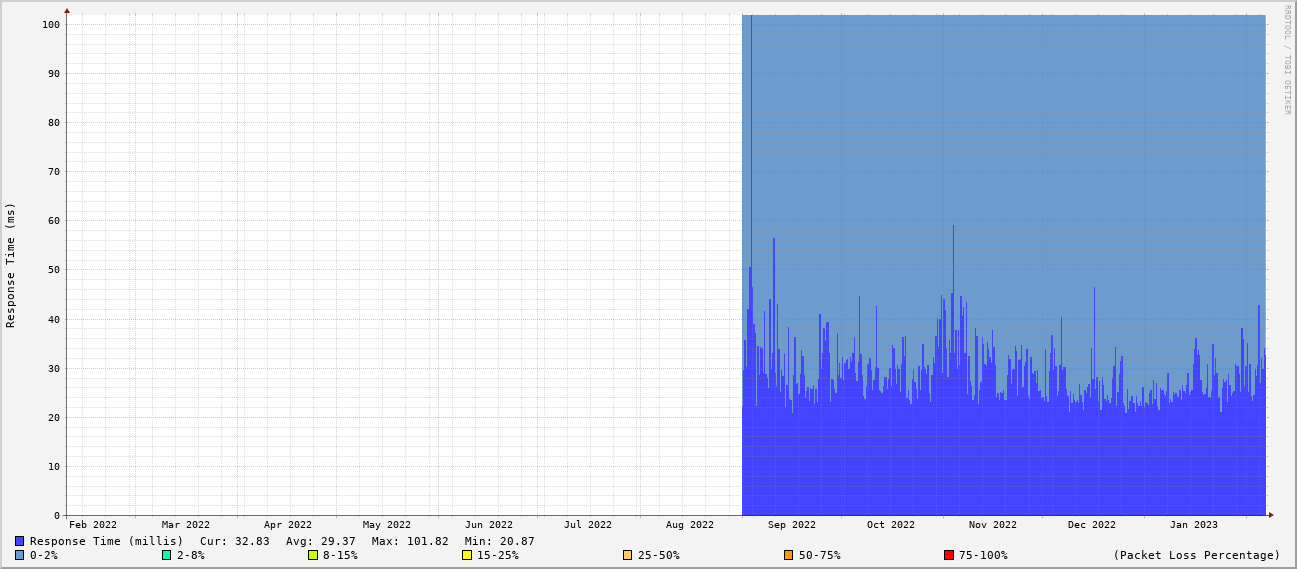 RRDTOOL / TOBI OETIKER
Response Time (ms)
100
90
80
70
60
50
40
30
20
10
0
Feb 2022 Mar 2022 Apr 2022 May 2022 Jun 2022 Jul 2022 Aug 2022 Sep 2022 Oct 2022 Nov 2022 Dec 2022 Jan 2023
Response Time (millis) Cur: 32.83 Avg: 29.37 Max: 101.82 Min: 20.87
0-2% 2-8% 8-15% 15-25% 25-50% 50-75% 75-100% (Packet Loss Percentage)